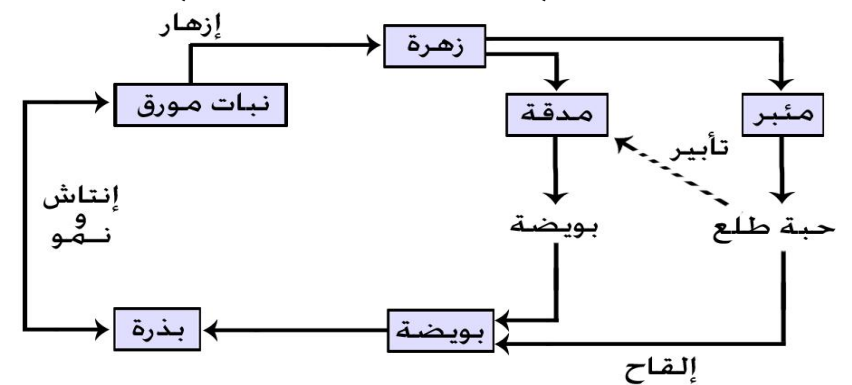 إزهار
زهرة
نبات مورق
مدقة
مئبر
تأبير
إنتاش
و
نمو
بويضة
حبة طلع
بذرة
بويضة
إلقاح